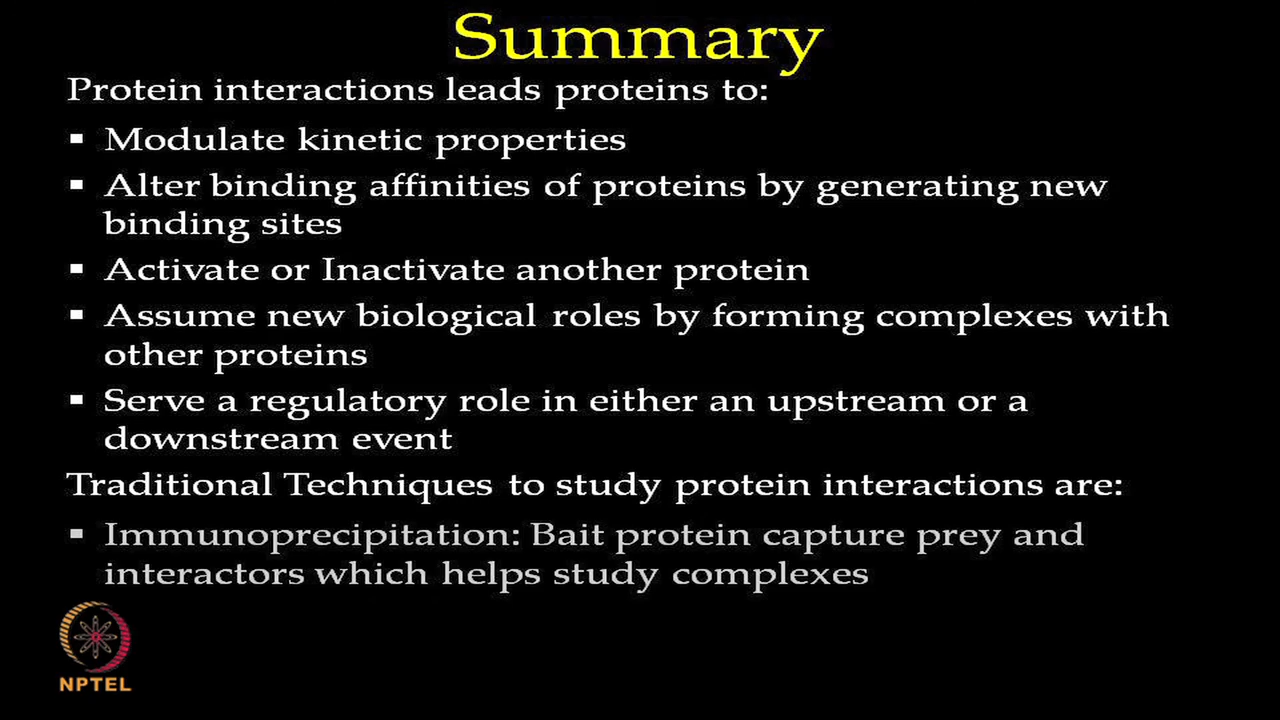 Summary
Protein interactions leads proteins to:
▪ Modulate kinetic properties
▪ Alter binding affinities of proteins by generating new
binding sites
▪ Activate or Inactivate another protein
▪ Assume new biological roles by forming complexes with
other proteins
▪ Serve a regulatory role in either an upstream or a
downstream event
Traditional Techniques to study protein interactions are:
▪ Immunoprecipitation: Bait protein capture prey and
interactors which helps study complexes
NPTEL